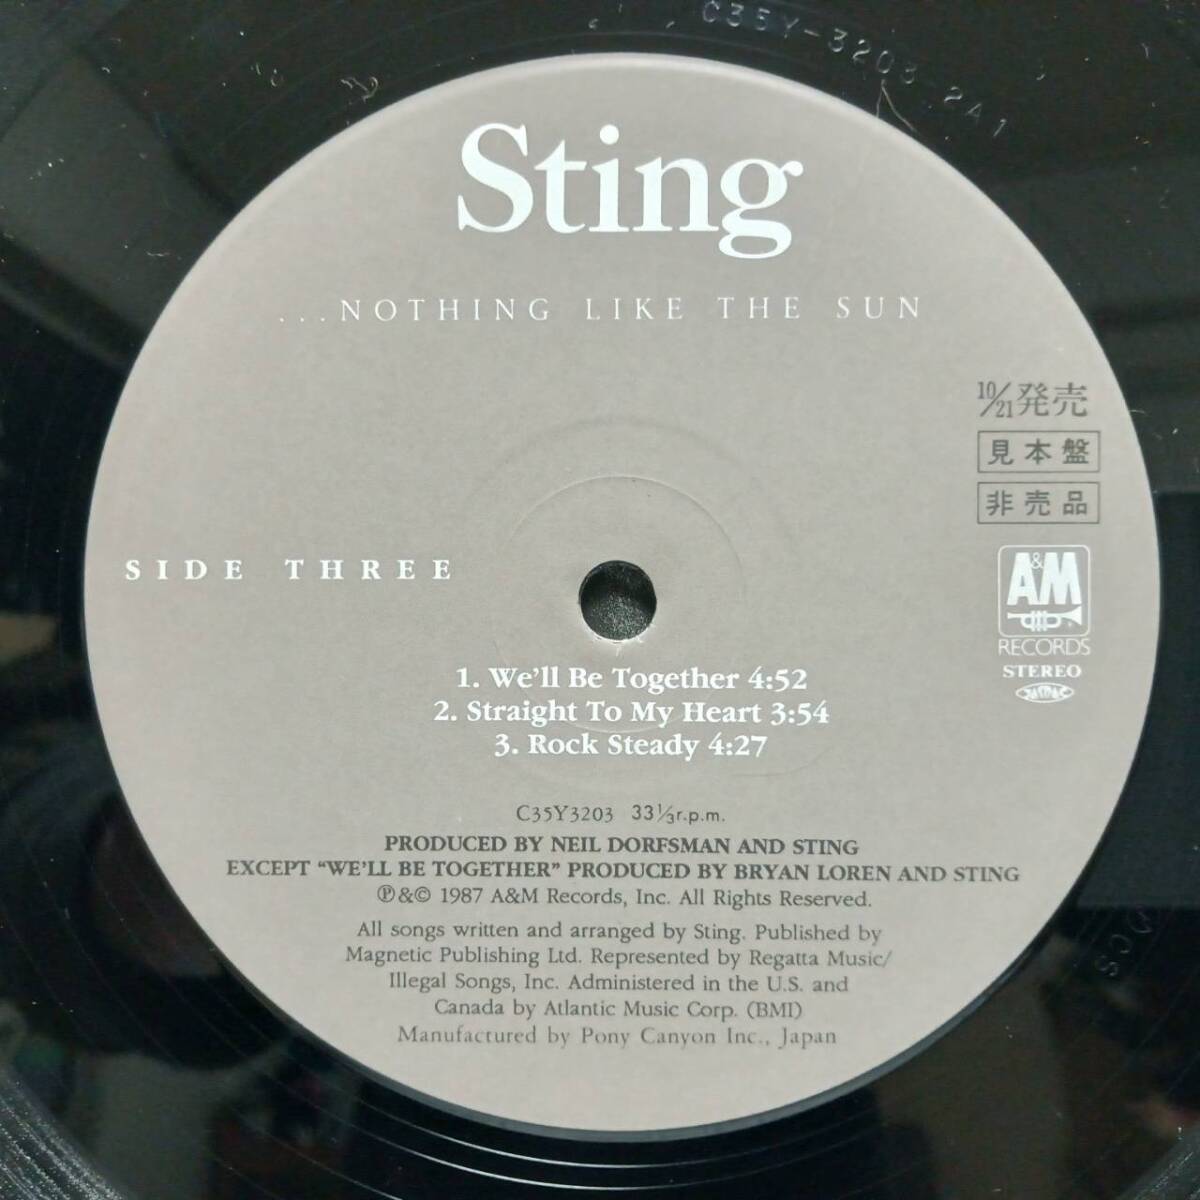 C35Y-3203 2A1
Sting
...NOTHING LIKE THE SUN
10/21発売
見本盤
非売品
SIDE THREE
A&M
RECORDS
STEREO
JASRAC
1. We'll Be Together 4:52
2. Straight To My Heart 3:54
3. Rock Steady 4:27
C35Y3203 33⅓r.p.m.
PRODUCED BY NEIL DORFSMAN AND STING
EXCEPT “WE'LL BE TOGETHER” PRODUCED BY BRYAN LOREN AND STING
℗&© 1987 A&M Records, Inc. All Rights Reserved.
All songs written and arranged by Sting. Published by
Magnetic Publishing Ltd. Represented by Regatta Music/
Illegal Songs, Inc. Administered in the U.S. and
Canada by Atlantic Music Corp. (BMI)
Manufactured by Pony Canyon Inc., Japan